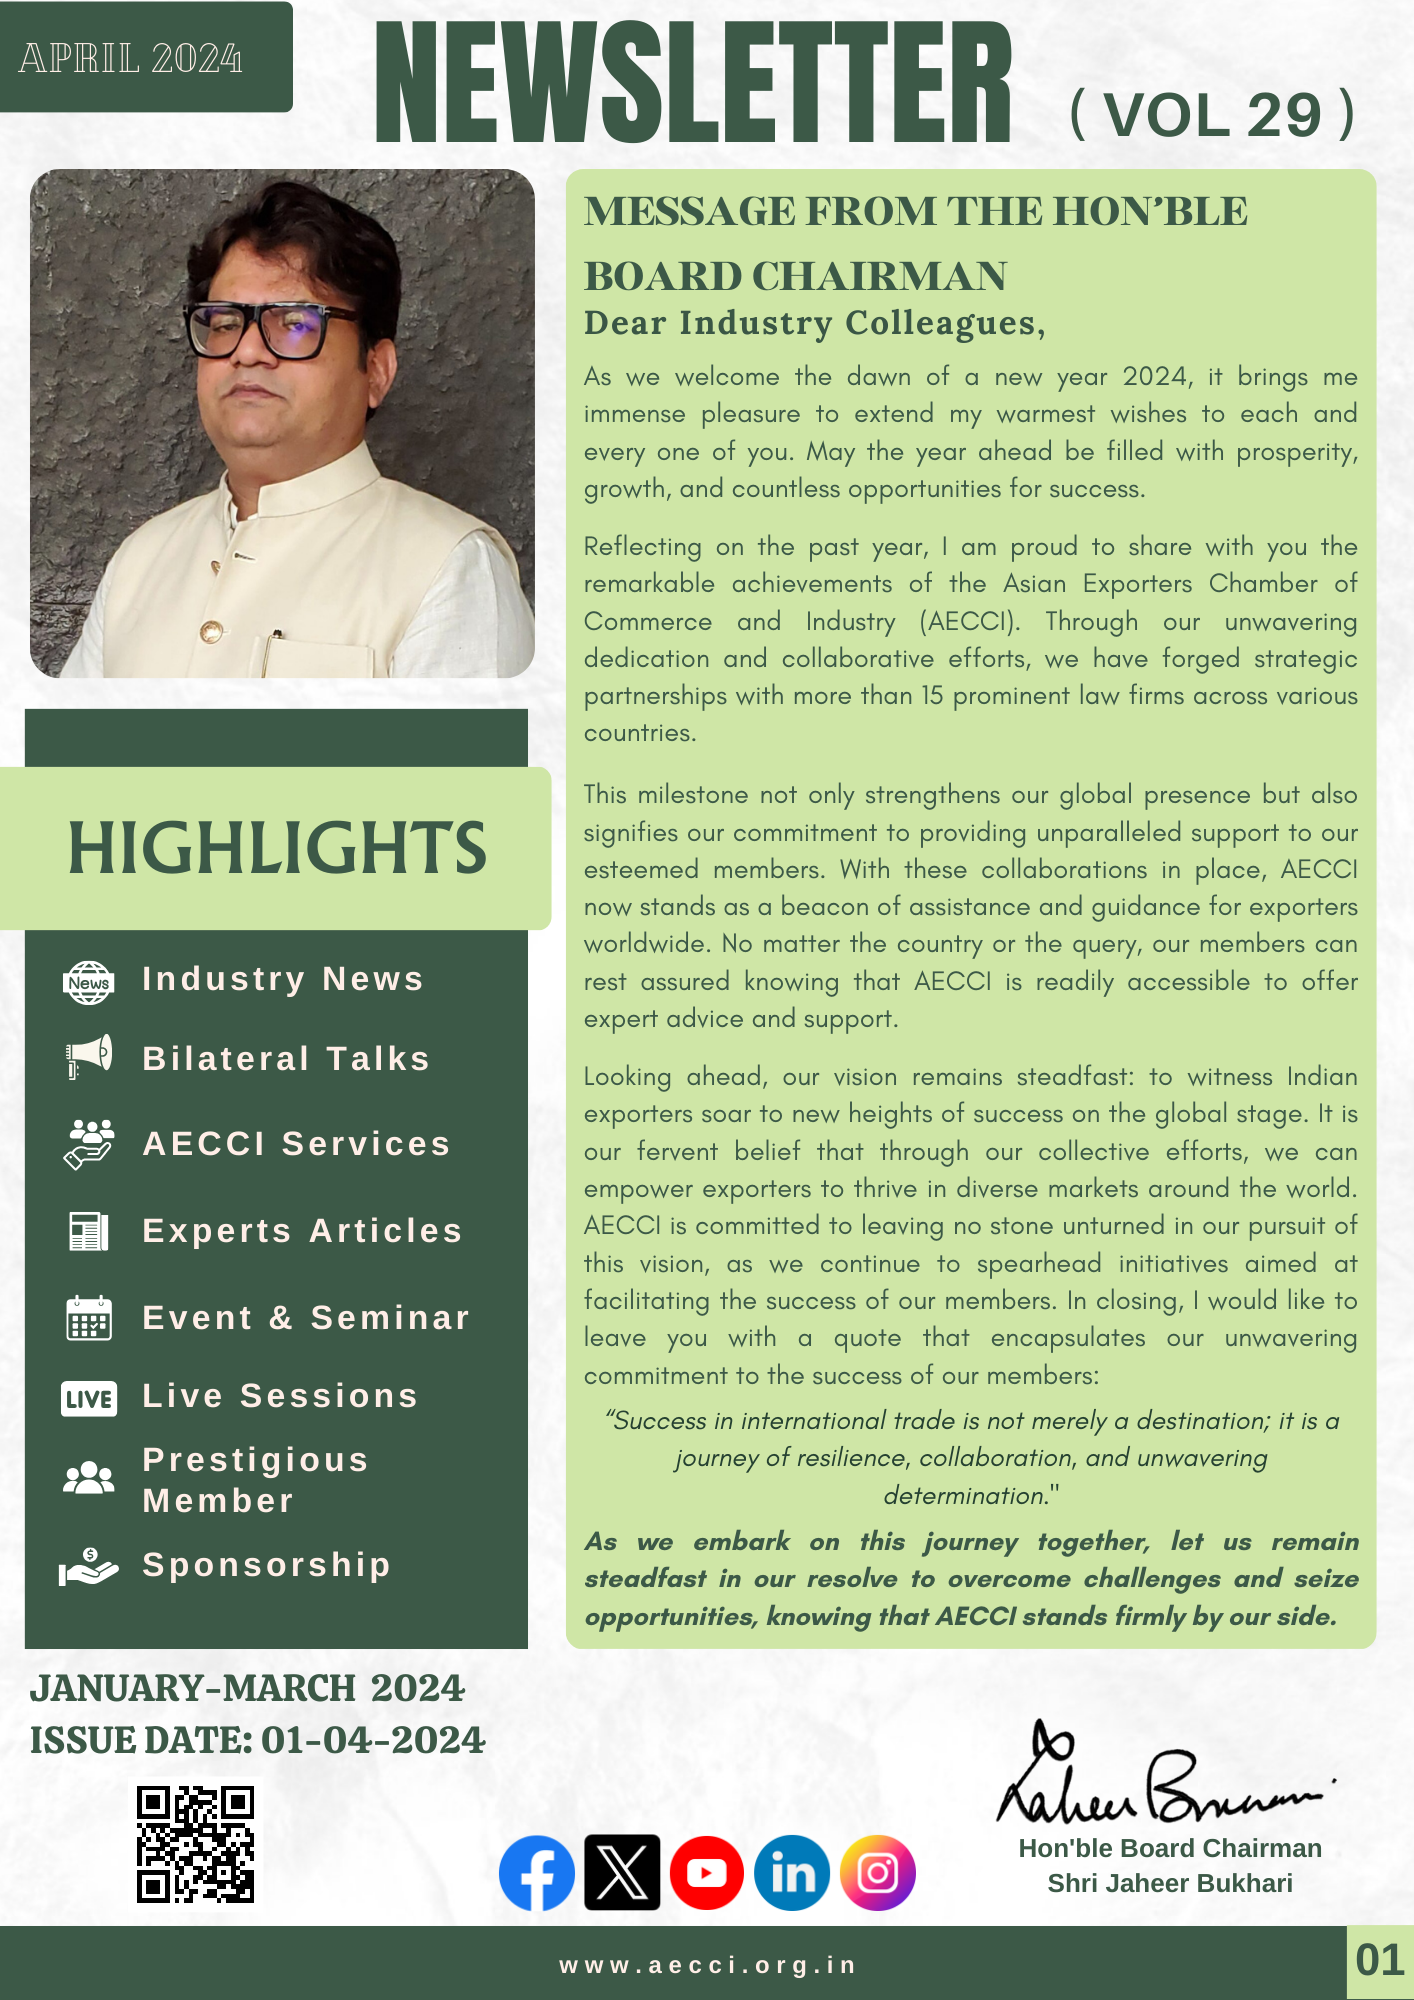 APRIL 2024
NEWSLETTER
( VOL 29 )
MESSAGE FROM THE HON’BLE
BOARD CHAIRMAN
Dear Industry Colleagues,
As we welcome the dawn of a new year 2024, it brings me
immense pleasure to extend my warmest wishes to each and
every one of you. May the year ahead be filled with prosperity,
growth, and countless opportunities for success.
Reflecting on the past year, I am proud to share with you the
remarkable achievements of the Asian Exporters Chamber of
Commerce and Industry (AECCI). Through our unwavering
dedication and collaborative efforts, we have forged strategic
partnerships with more than 15 prominent law firms across various
countries.
This milestone not only strengthens our global presence but also
signifies our commitment to providing unparalleled support to our
esteemed members. With these collaborations in place, AECCI
now stands as a beacon of assistance and guidance for exporters
worldwide. No matter the country or the query, our members can
rest assured knowing that AECCI is readily accessible to offer
expert advice and support.
Looking ahead, our vision remains steadfast: to witness Indian
exporters soar to new heights of success on the global stage. It is
our fervent belief that through our collective efforts, we can
empower exporters to thrive in diverse markets around the world.
AECCI is committed to leaving no stone unturned in our pursuit of
this vision, as we continue to spearhead initiatives aimed at
facilitating the success of our members. In closing, I would like to
leave you with a quote that encapsulates our unwavering
commitment to the success of our members:
“Success in international trade is not merely a destination; it is a
journey of resilience, collaboration, and unwavering
determination."
As we embark on this journey together, let us remain
steadfast in our resolve to overcome challenges and seize
opportunities, knowing that AECCI stands firmly by our side.
HIGHLIGHTS
News
Industry News
Bilateral Talks
AECCI Services
Experts Articles
Event & Seminar
LIVE
Live Sessions
Prestigious
Member
$
Sponsorship
JANUARY-MARCH 2024
ISSUE DATE: 01-04-2024
in
Hon'ble Board Chairman
Shri Jaheer Bukhari
www.aecci.org.in
01